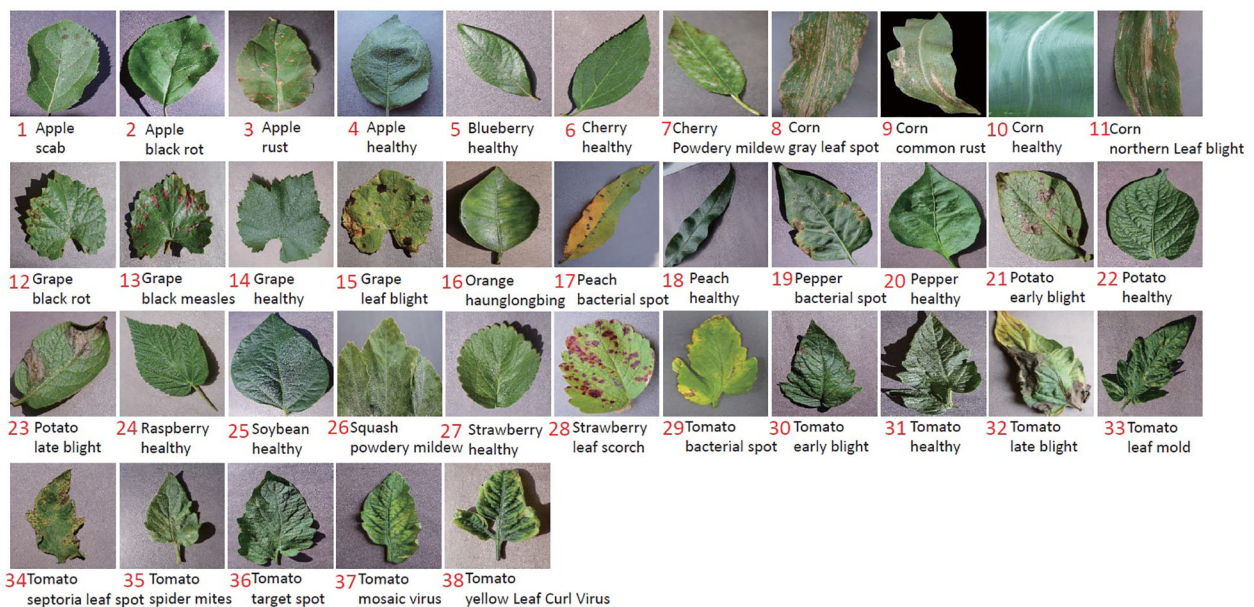 1 Apple scab
2 Apple black rot
3 Apple rust
4 Apple healthy
5 Blueberry healthy
6 Cherry healthy
7 Cherry Powdery mildew
8 Corn gray leaf spot
9 Corn common rust
10 Corn healthy
11 Corn northern Leaf blight
12 Grape black rot
13 Grape black measles
14 Grape healthy
15 Grape leaf blight
16 Orange haunglongbing
17 Peach bacterial spot
18 Peach healthy
19 Pepper bacterial spot
20 Pepper healthy
21 Potato early blight
22 Potato healthy
23 Potato late blight
24 Raspberry healthy
25 Soybean healthy
26 Squash powdery mildew
27 Strawberry healthy
28 Strawberry leaf scorch
29 Tomato bacterial spot
30 Tomato early blight
31 Tomato healthy
32 Tomato late blight
33 Tomato leaf mold
34 Tomato septoria leaf spot
35 Tomato spider mites
36 Tomato target spot
37 Tomato mosaic virus
38 Tomato yellow Leaf Curl Virus